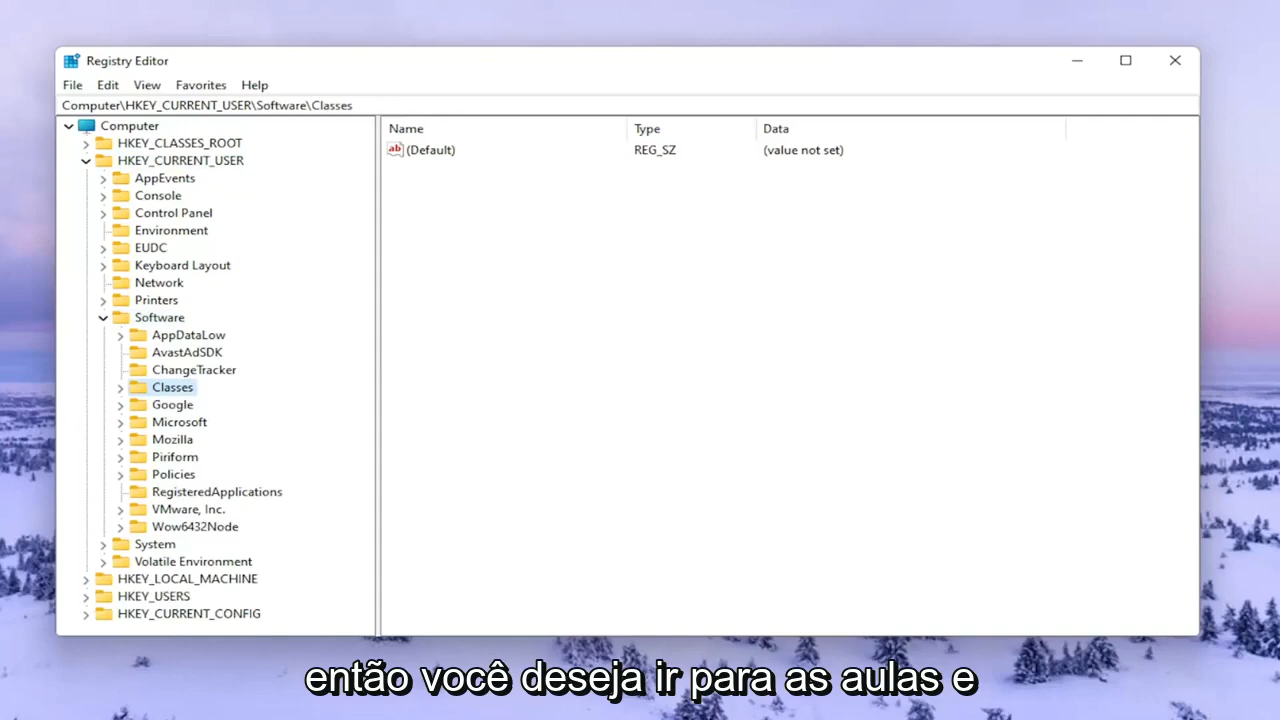 Registry Editor
File Edit View Favorites Help
Computer\HKEY_CURRENT_USER\Software\Classes
Computer
HKEY_CLASSES_ROOT
HKEY_CURRENT_USER
AppEvents
Console
Control Panel
Environment
EUDC
Keyboard Layout
Network
Printers
Software
AppDataLow
AvastAdSDK
ChangeTracker
Classes
Google
Microsoft
Mozilla
Piriform
Policies
RegisteredApplications
VMware, Inc.
Wow6432Node
System
Volatile Environment
HKEY_LOCAL_MACHINE
HKEY_USERS
HKEY_CURRENT_CONFIG
Name Type Data
ab (Default) REG_SZ (value not set)
então você deseja ir para as aulas e